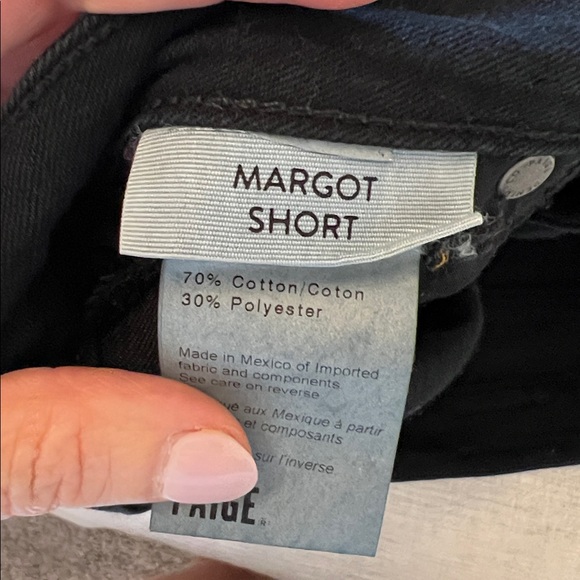 MARGOT
SHORT
70% Cotton/Coton
30% Polyester
Made in Mexico of Imported
fabric and components
See care on reverse
aux Mexique à partir
et composants
sur l'inverse
PAIGE